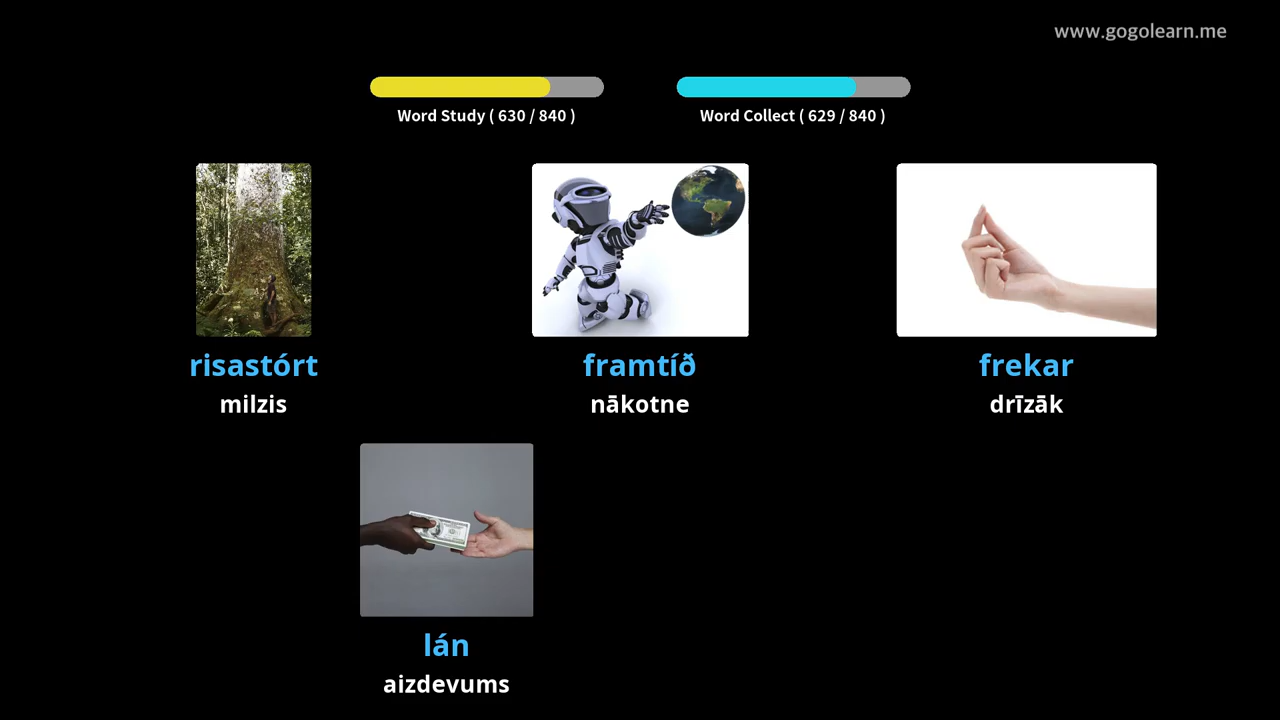 www.gogolearn.me
Word Study ( 630 / 840 )
Word Collect ( 629 / 840 )
risastórt
milzis
framtíð
nākotne
frekar
drīzāk
lán
aizdevums